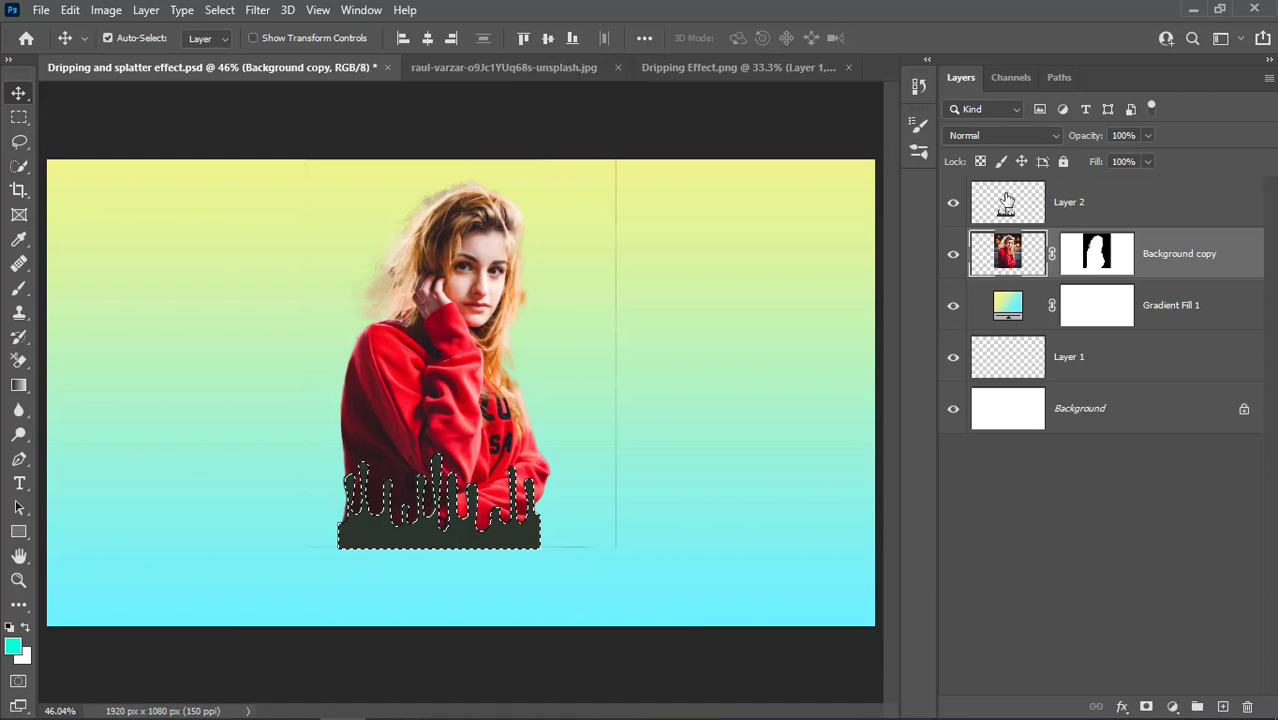 Ps File Edit Image Layer Type Select Filter 3D View Window Help
Auto-Select: Layer Show Transform Controls 3D Mode:
Dripping and splatter effect.psd @ 46% (Background copy, RGB/8) * raul-varzar-o9Jc1YUq68s-unsplash.jpg Dripping Effect.png @ 33.3% (Layer 1,...
Layers Channels Paths
Kind
Normal Opacity: 100%
Lock: Fill: 100%
Layer 2
Background copy
Gradient Fill 1
Layer 1
Background
LU
SA
46.04% 1920 px x 1080 px (150 ppi)